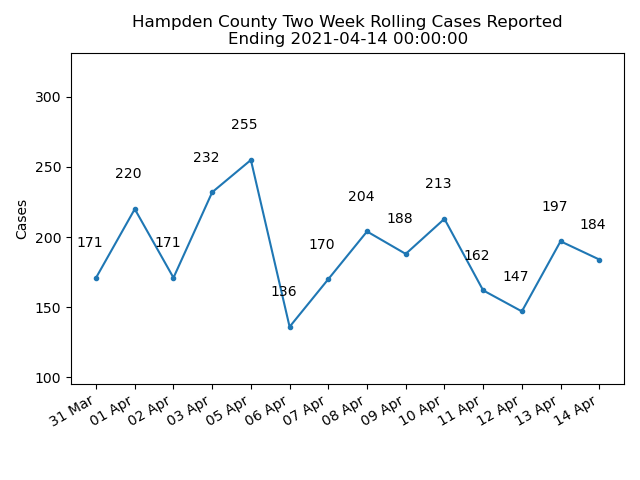 Hampden County Two Week Rolling Cases Reported
Ending 2021-04-14 00:00:00
Cases
300
250
200
150
100
171
220
171
232
255
136
170
204
188
213
162
147
197
184
31 Mar
01 Apr
02 Apr
03 Apr
05 Apr
06 Apr
07 Apr
08 Apr
09 Apr
10 Apr
11 Apr
12 Apr
13 Apr
14 Apr